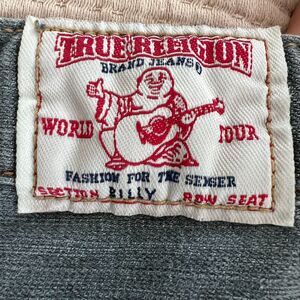 TRUE RELIGION
BRAND JEANS
WORLD TOUR
FASHION FOR THE SENSES
SECTION BILLY ROW SEAT